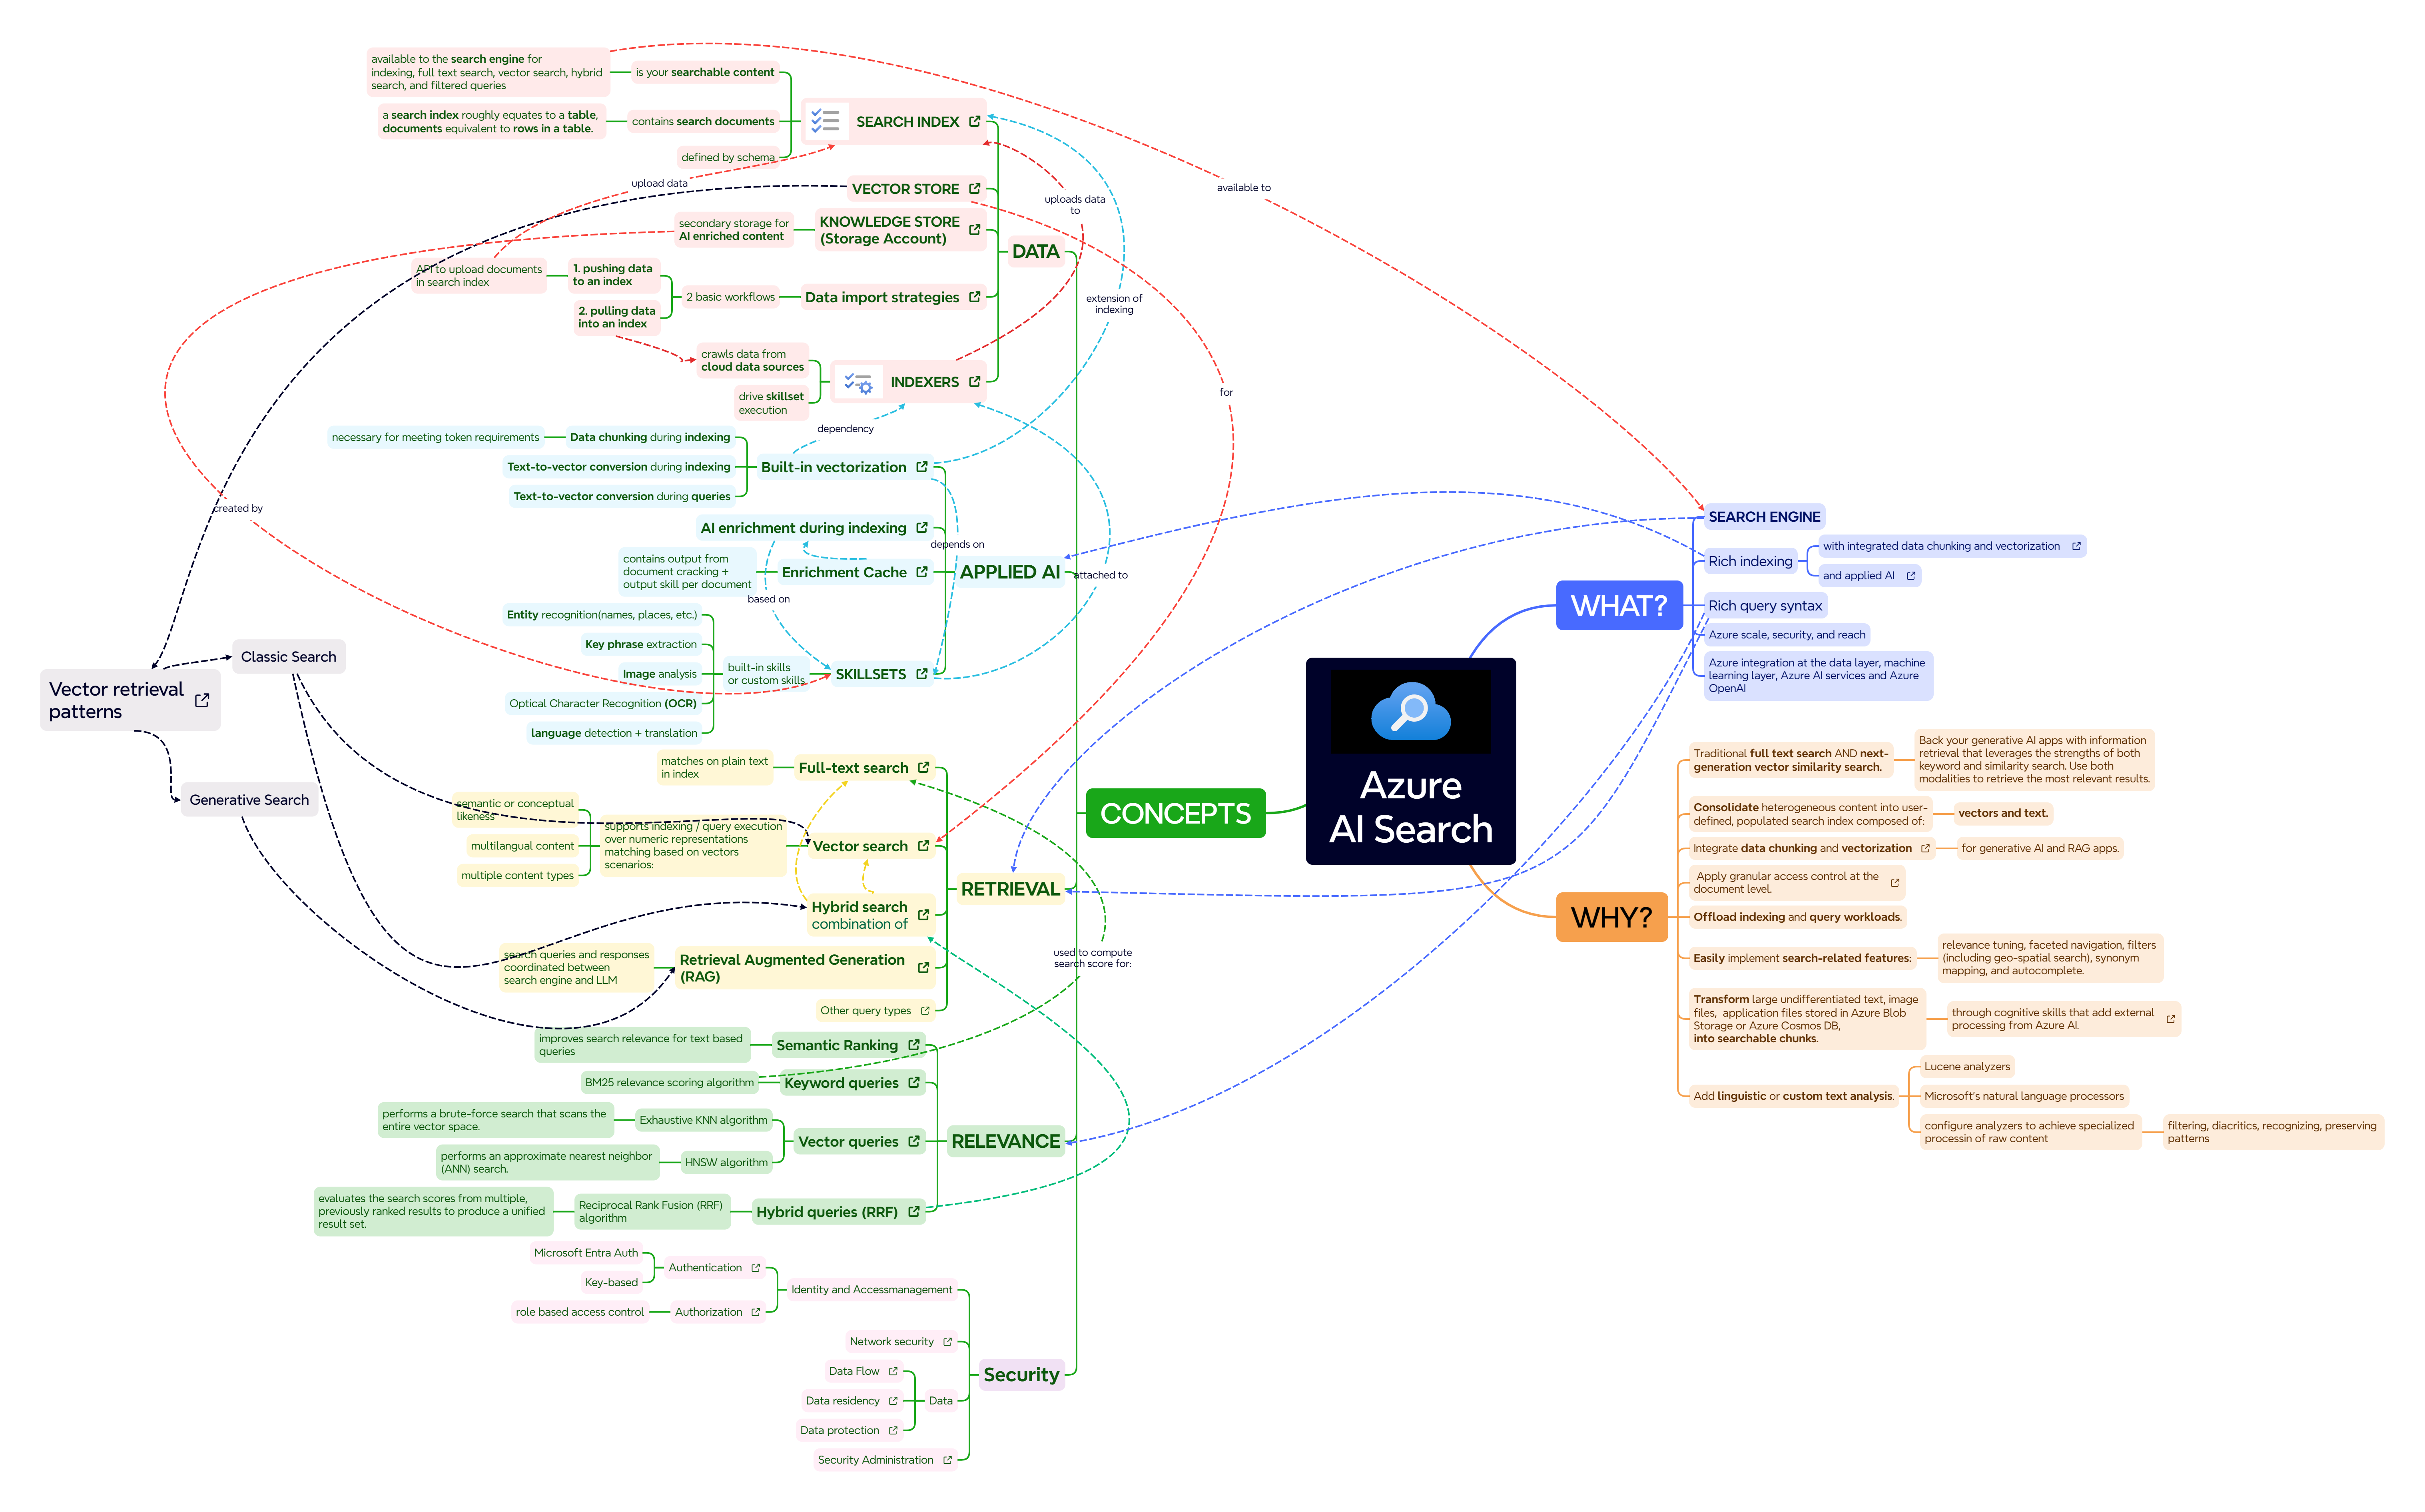 Azure
AI Search
WHAT?
SEARCH ENGINE
Rich indexing
with integrated data chunking and vectorization
and applied AI
Rich query syntax
Azure scale, security, and reach
Azure integration at the data layer, machine
learning layer, Azure AI services and Azure
OpenAI
WHY?
Traditional full text search AND next-
generation vector similarity search.
Back your generative AI apps with information
retrieval that leverages the strengths of both
keyword and similarity search. Use both
modalities to retrieve the most relevant results.
Consolidate heterogeneous content into user-
defined, populated search index composed of:
vectors and text.
Integrate data chunking and vectorization
for generative AI and RAG apps.
Apply granular access control at the
document level.
Offload indexing and query workloads.
Easily implement search-related features:
relevance tuning, faceted navigation, filters
(including geo-spatial search), synonym
mapping, and autocomplete.
Transform large undifferentiated text, image
files, application files stored in Azure Blob
Storage or Azure Cosmos DB,
into searchable chunks.
through cognitive skills that add external
processing from Azure AI.
Add linguistic or custom text analysis.
Lucene analyzers
Microsoft's natural language processors
configure analyzers to achieve specialized
processin of raw content
filtering, diacritics, recognizing, preserving
patterns
CONCEPTS
DATA
SEARCH INDEX
is your searchable content
available to the search engine for
indexing, full text search, vector search, hybrid
search, and filtered queries
contains search documents
a search index roughly equates to a table,
documents equivalent to rows in a table.
defined by schema
VECTOR STORE
KNOWLEDGE STORE
(Storage Account)
secondary storage for
AI enriched content
Data import strategies
2 basic workflows
1. pushing data
to an index
API to upload documents
in search index
2. pulling data
into an index
INDEXERS
crawls data from
cloud data sources
drive skillset
execution
APPLIED AI
Built-in vectorization
Data chunking during indexing
necessary for meeting token requirements
Text-to-vector conversion during indexing
Text-to-vector conversion during queries
AI enrichment during indexing
Enrichment Cache
contains output from
document cracking +
output skill per document
SKILLSETS
built-in skills
or custom skills
Entity recognition(names, places, etc.)
Key phrase extraction
Image analysis
Optical Character Recognition (OCR)
language detection + translation
RETRIEVAL
Full-text search
matches on plain text
in index
Vector search
supports indexing / query execution
over numeric representations
matching based on vectors
scenarios:
semantic or conceptual
likeness
multilangual content
multiple content types
Hybrid search
combination of
Retrieval Augmented Generation
(RAG)
search queries and responses
coordinated between
search engine and LLM
Other query types
RELEVANCE
Semantic Ranking
improves search relevance for text based
queries
Keyword queries
BM25 relevance scoring algorithm
Vector queries
Exhaustive KNN algorithm
performs a brute-force search that scans the
entire vector space.
HNSW algorithm
performs an approximate nearest neighbor
(ANN) search.
Hybrid queries (RRF)
Reciprocal Rank Fusion (RRF)
algorithm
evaluates the search scores from multiple,
previously ranked results to produce a unified
result set.
Security
Identity and Accessmanagement
Authentication
Microsoft Entra Auth
Key-based
Authorization
role based access control
Network security
Data
Data Flow
Data residency
Data protection
Security Administration
Vector retrieval
patterns
Classic Search
Generative Search
upload data
uploads data
to
available to
extension of
indexing
for
dependency
created by
depends on
attached to
based on
used to compute
search score for: